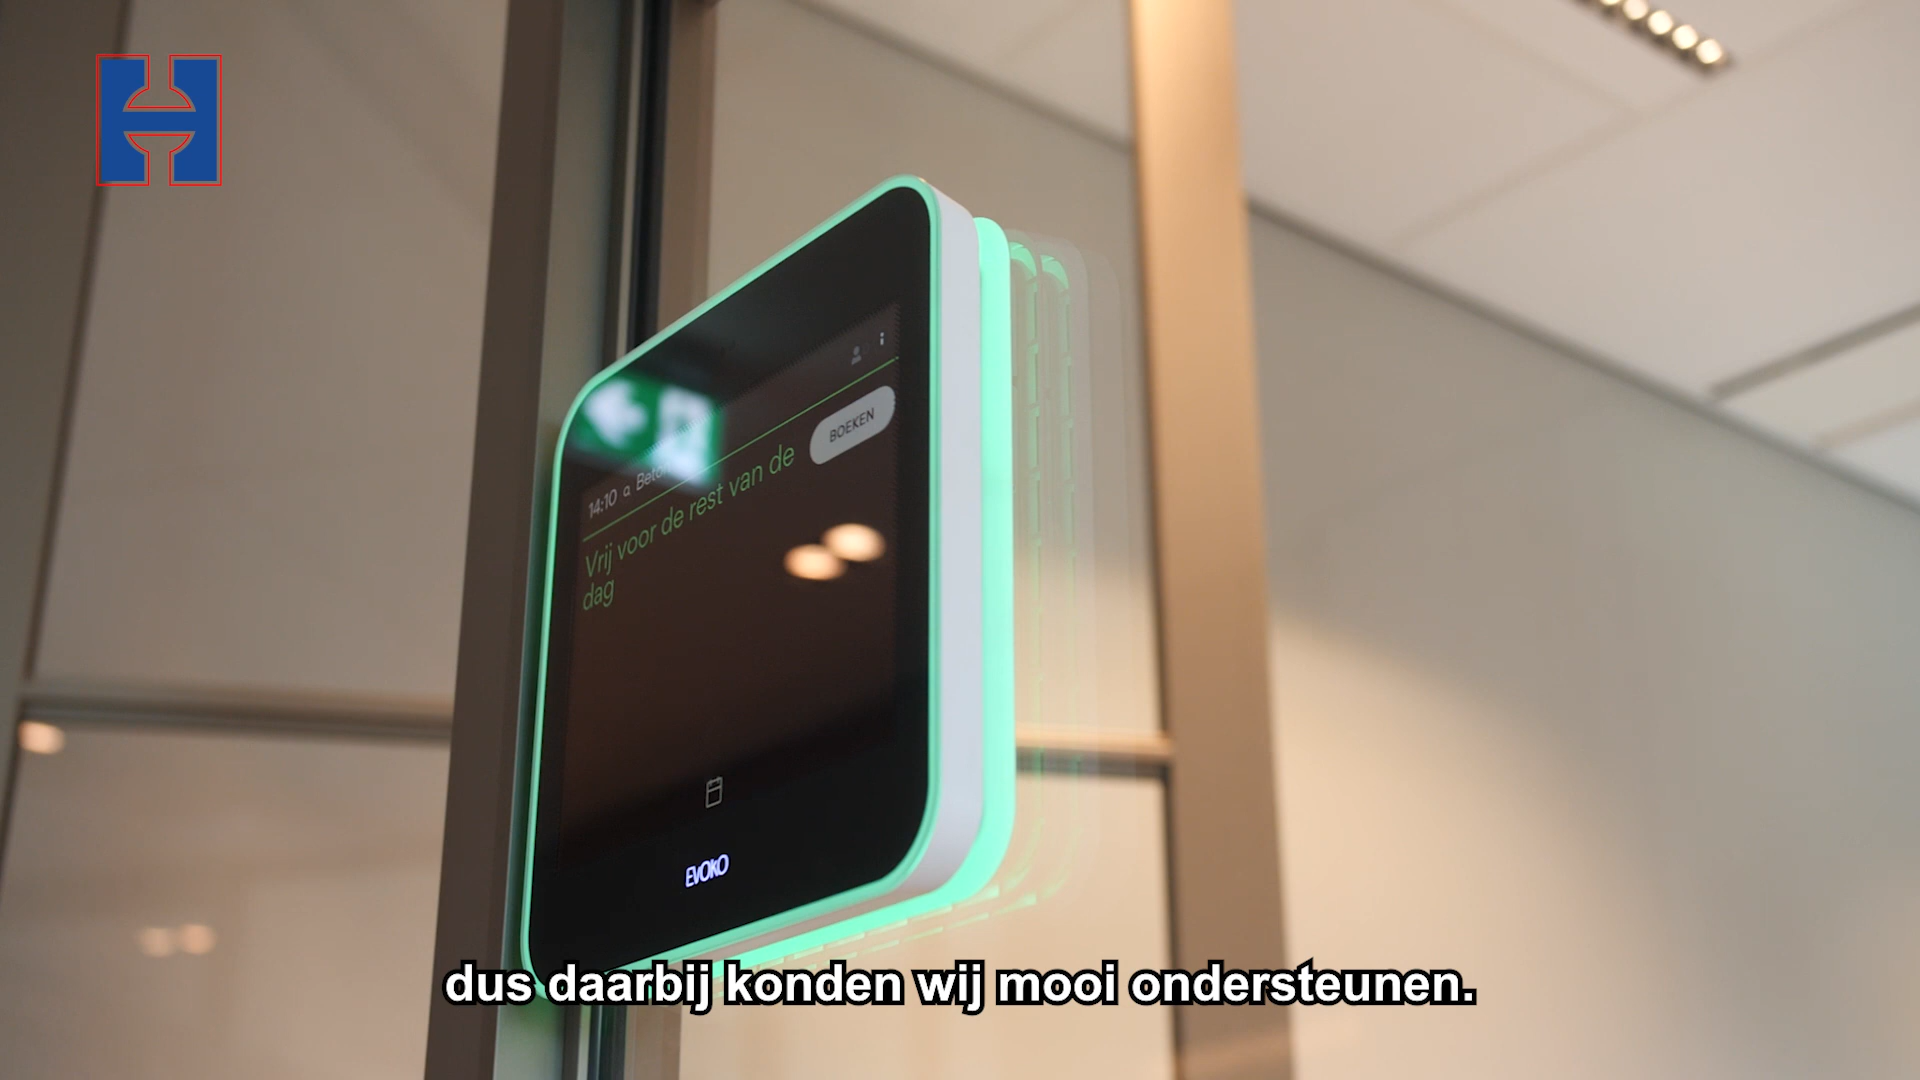 14:10
BOEKEN
Vrij voor de rest van de
dag
EVOKO
dus daarbij konden wij mooi ondersteunen.